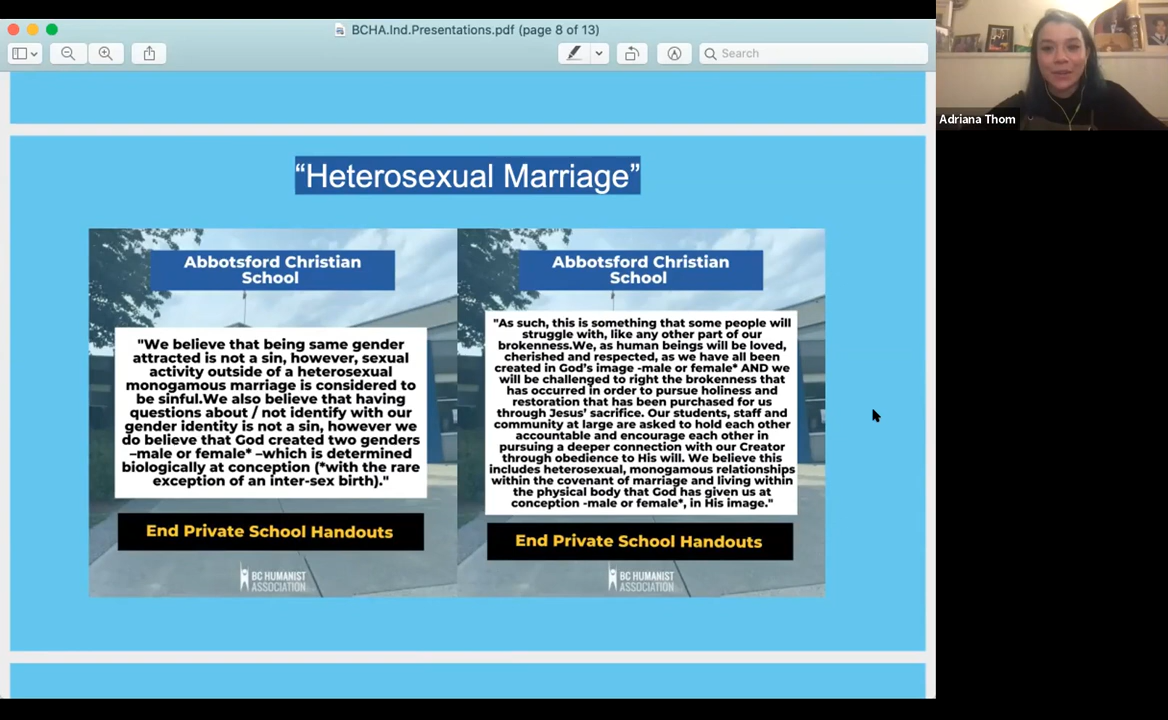 BCHA.Ind.Presentations.pdf (page 8 of 13)
Search
Adriana Thom
“Heterosexual Marriage”
Abbotsford Christian
School
"We believe that being same gender
attracted is not a sin, however, sexual
activity outside of a heterosexual
monogamous marriage is considered to
be sinful.We also believe that having
questions about / not identify with our
gender identity is not a sin, however we
do believe that God created two genders
–male or female* –which is determined
biologically at conception (*with the rare
exception of an inter-sex birth)."
End Private School Handouts
BC HUMANIST
ASSOCIATION
Abbotsford Christian
School
"As such, this is something that some people will
struggle with, like any other part of our
brokenness.We, as human beings will be loved,
cherished and respected, as we have all been
created in God's image -male or female* AND we
will be challenged to right the brokenness that
has occurred in order to pursue holiness and
restoration that has been purchased for us
through Jesus' sacrifice. Our students, staff and
community at large are asked to hold each other
accountable and encourage each other in
pursuing a deeper connection with our Creator
through obedience to His will. We believe this
includes heterosexual, monogamous relationships
within the covenant of marriage and living within
the physical body that God has given us at
conception -male or female*, in His image."
End Private School Handouts
BC HUMANIST
ASSOCIATION